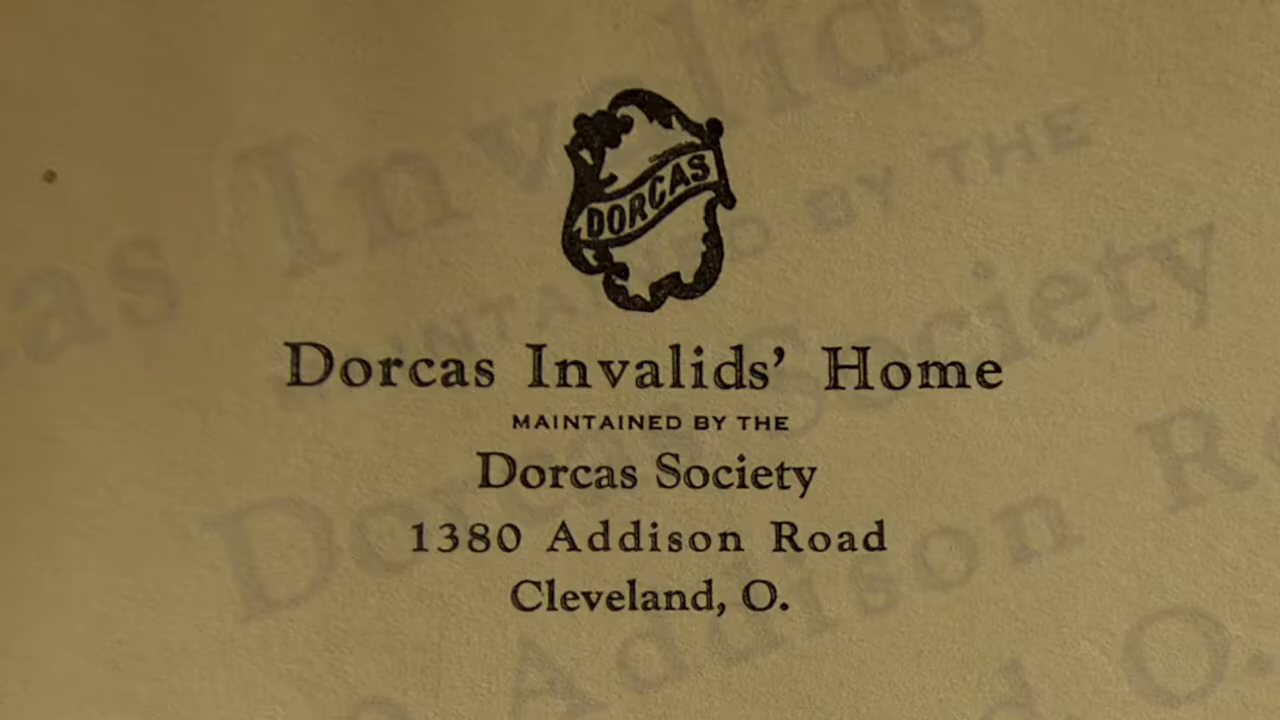 DORCAS
Dorcas Invalids' Home
MAINTAINED BY THE
Dorcas Society
1380 Addison Road
Cleveland, O.